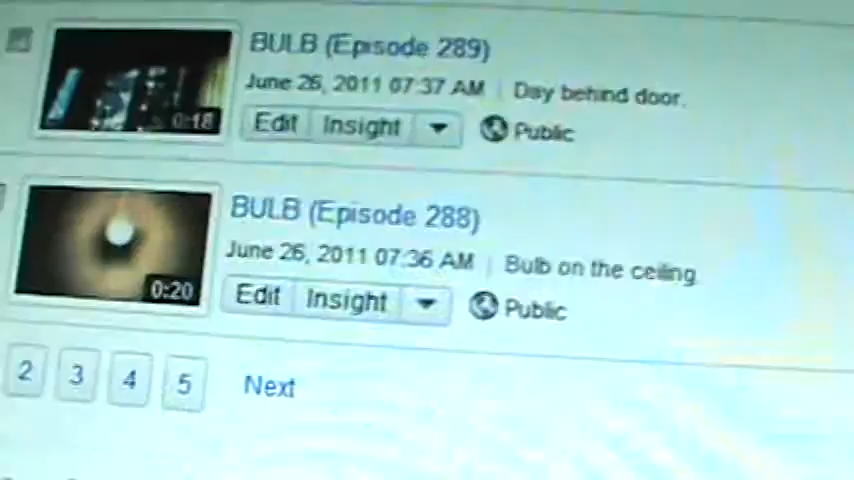 BULB (Episode 289)
June 26, 2011 07:37 AM | Day behind door.
0:18
Edit Insight Public
BULB (Episode 288)
June 26, 2011 07:36 AM | Bulb on the ceiling
0:20
Edit Insight Public
2 3 4 5 Next